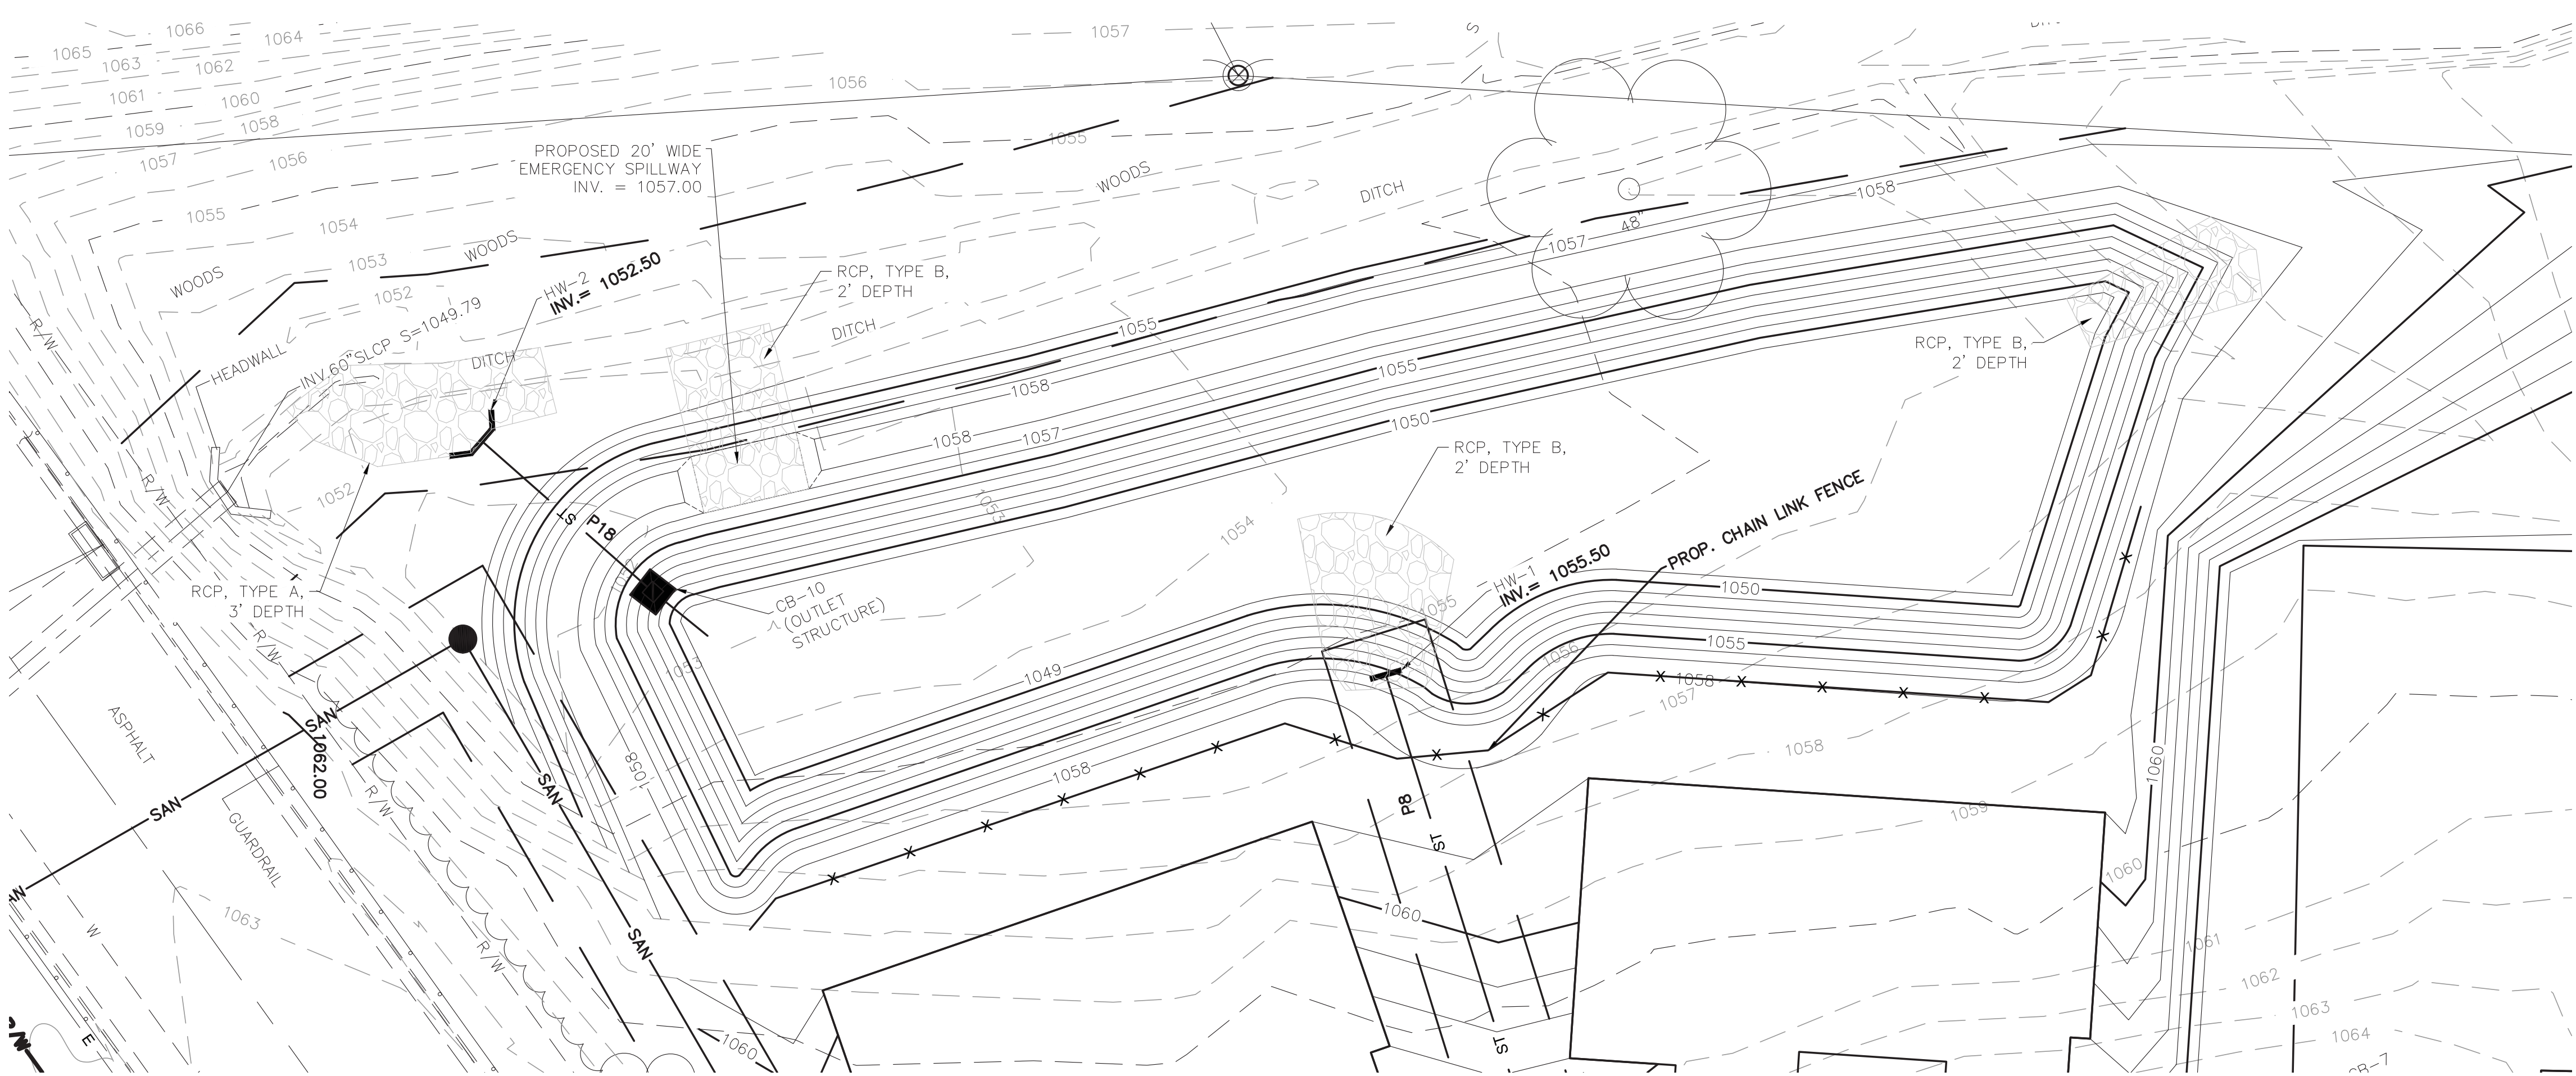 1066
1064
1065
1063
1062
1061
1060
1059
1058
1057
1056
1057
1056
1055
S
PROPOSED 20' WIDE
EMERGENCY SPILLWAY
INV. = 1057.00
WOODS
DITCH
48"
1058
1057
1055
1054
1053
1052
WOODS
WOODS
HW-2
INV.= 1052.50
RCP, TYPE B,
2' DEPTH
DITCH
R/W
HEADWALL
INV.60"SLCP S=1049.79
DITCH
1055
1058
1055
1050
RCP, TYPE B,
2' DEPTH
1058
1057
RCP, TYPE B,
2' DEPTH
R/W
1052
1053
1054
ST
P18
PROP. CHAIN LINK FENCE
HW-1
INV.= 1055.50
1055
1050
RCP, TYPE A,
3' DEPTH
CB-10
(OUTLET
STRUCTURE)
R/W
1053
1049
1056
1055
1058
1057
SAN
1062.00
ASPHALT
SAN
SAN
1058
1058
1058
1060
R/W
P8
ST
1059
GUARDRAIL
1060
1060
1063
W
SAN
R/W
1061
1062
1063
1064
E
1060
ST
CB-7